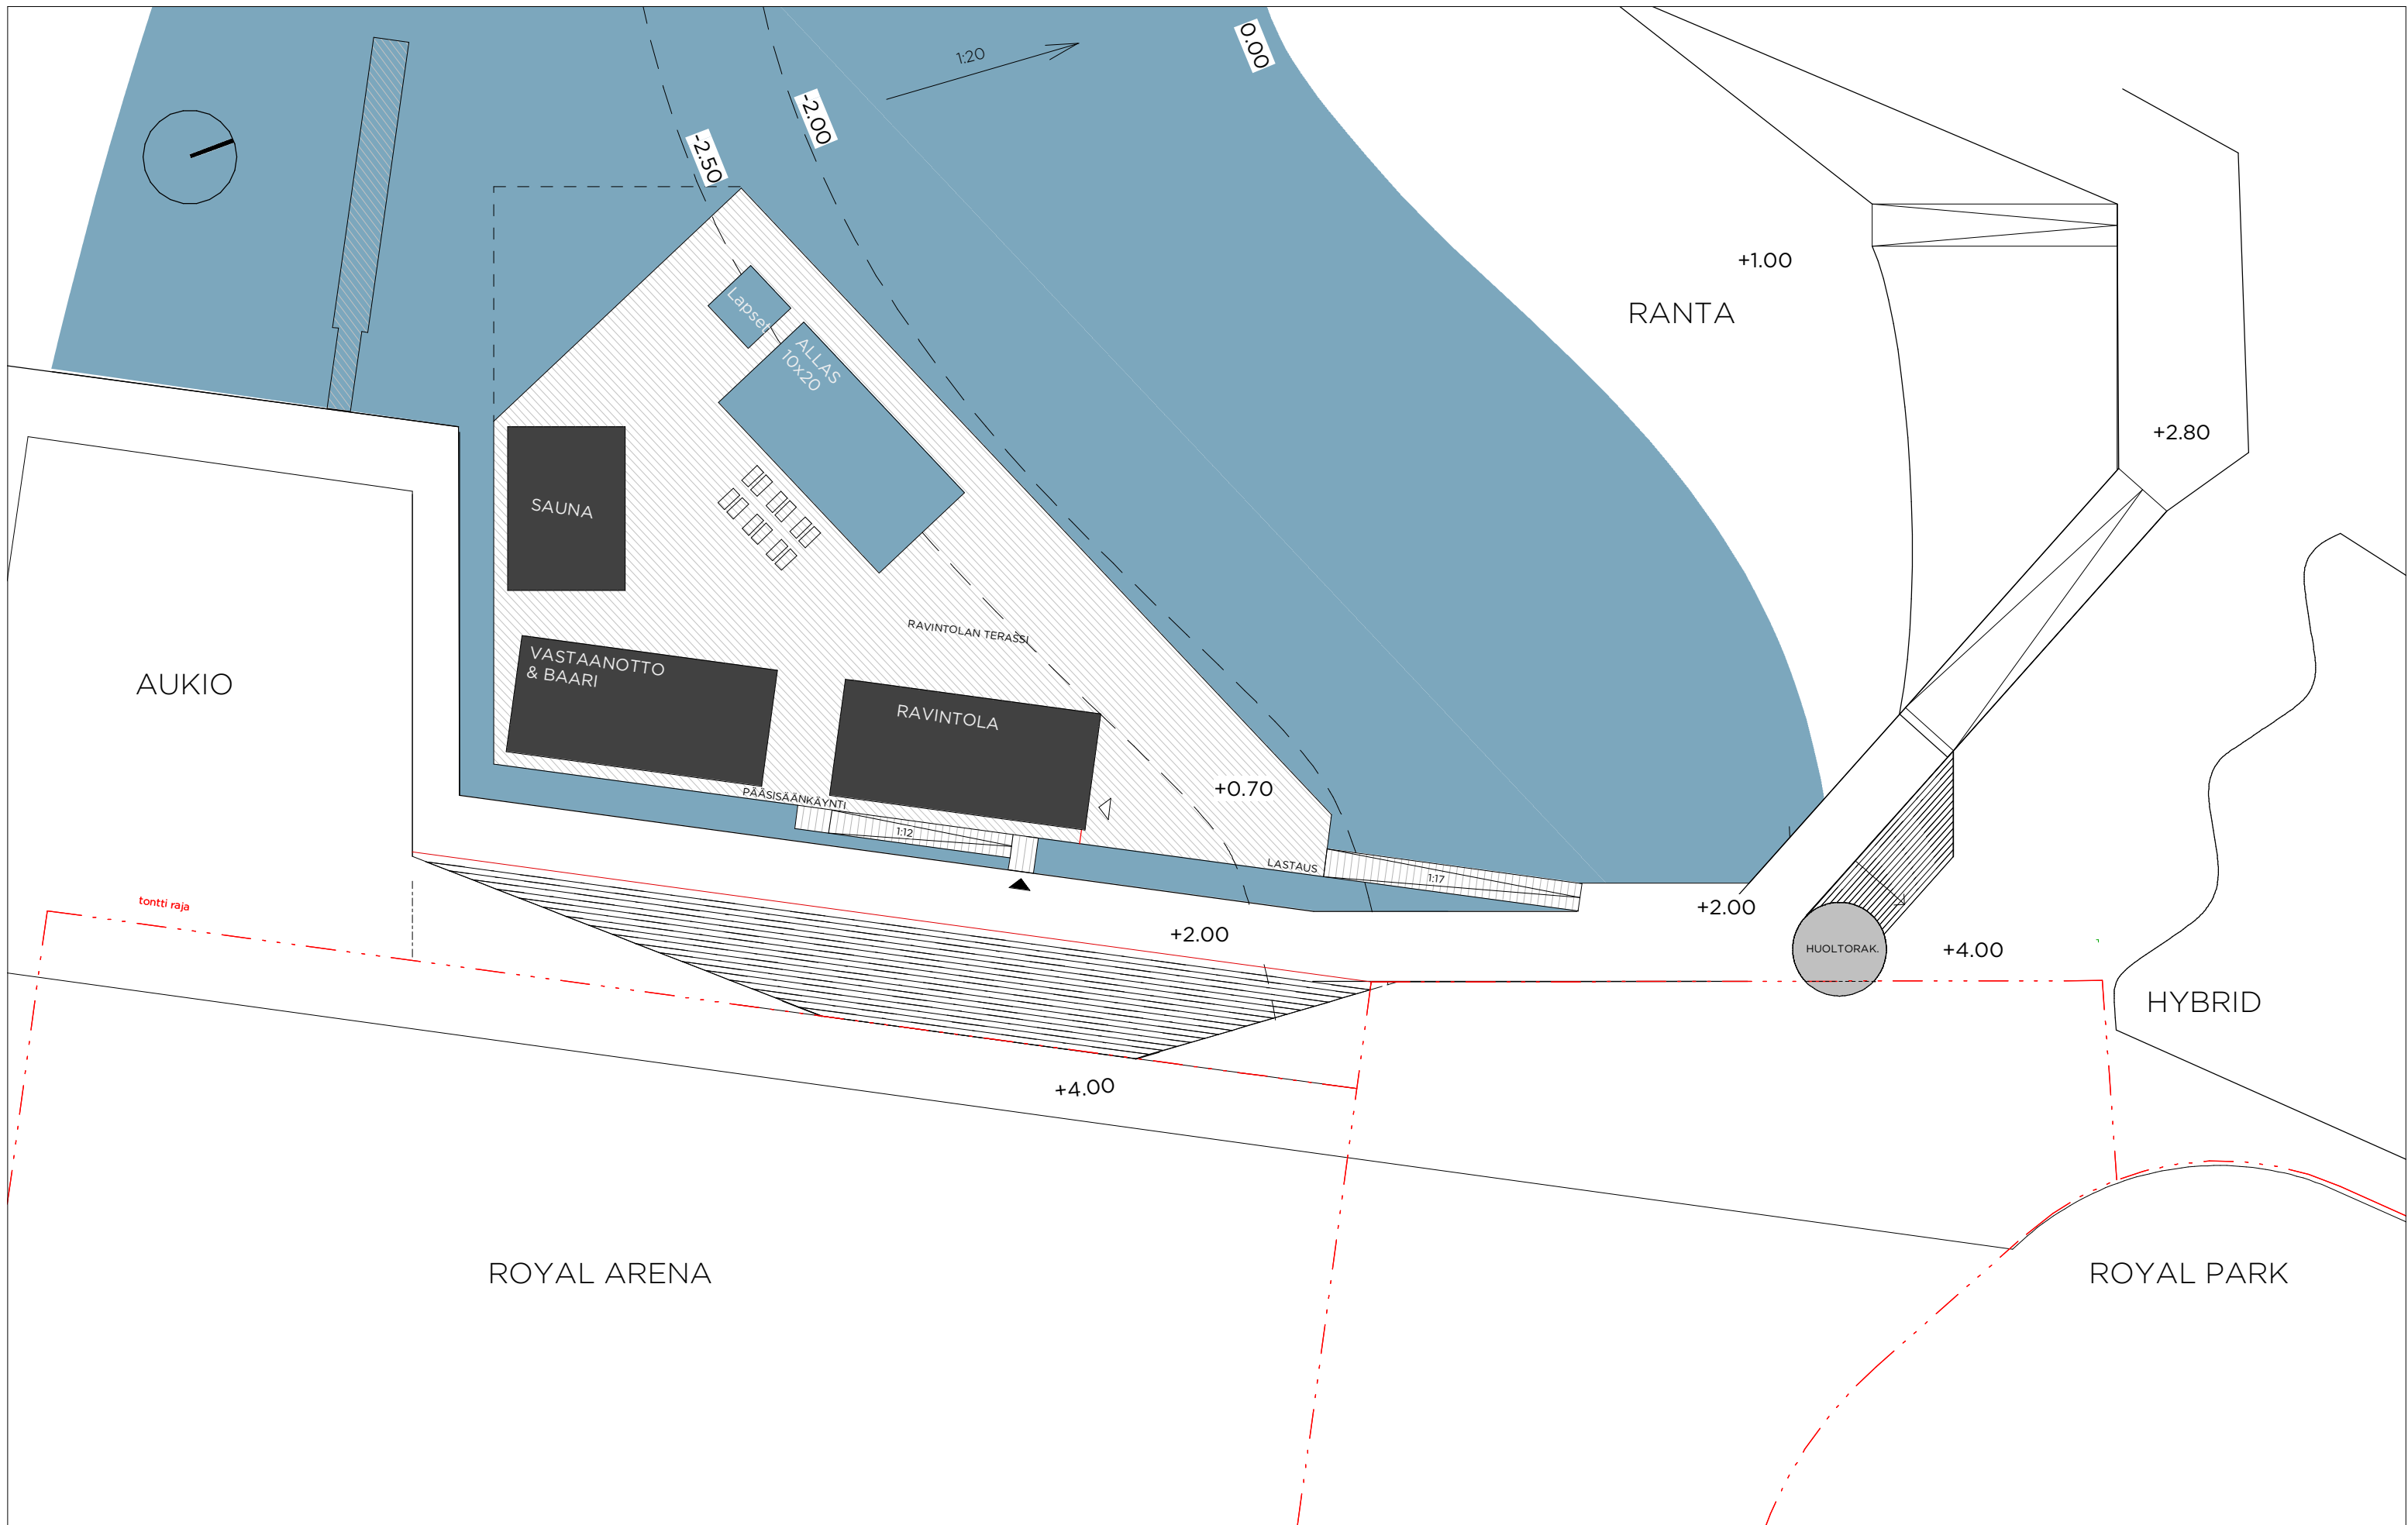 0.00
1:20
-2.00
-2.50
+1.00
RANTA
Lapset
ALLAS
10x20
+2.80
SAUNA
RAVINTOLAN TERASSI
VASTAANOTTO
& BAARI
AUKIO
RAVINTOLA
+0.70
PÄÄSISÄÄNKÄYNTI
1:12
LASTAUS
1:17
tontti raja
+2.00
+2.00
HUOLTORAK.
+4.00
HYBRID
+4.00
ROYAL ARENA
ROYAL PARK